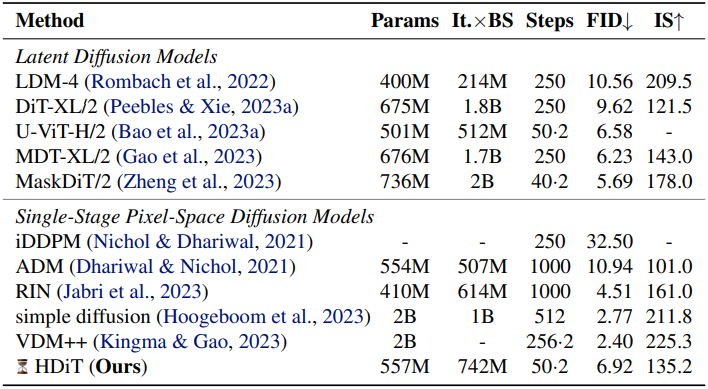 Method Params It.×BS Steps FID↓ IS↑
Latent Diffusion Models
LDM-4 (Rombach et al., 2022) 400M 214M 250 10.56 209.5
DiT-XL/2 (Peebles & Xie, 2023a) 675M 1.8B 250 9.62 121.5
U-ViT-H/2 (Bao et al., 2023a) 501M 512M 50·2 6.58 -
MDT-XL/2 (Gao et al., 2023) 676M 1.7B 250 6.23 143.0
MaskDiT/2 (Zheng et al., 2023) 736M 2B 40·2 5.69 178.0
Single-Stage Pixel-Space Diffusion Models
iDDPM (Nichol & Dhariwal, 2021) - - 250 32.50 -
ADM (Dhariwal & Nichol, 2021) 554M 507M 1000 10.94 101.0
RIN (Jabri et al., 2023) 410M 614M 1000 4.51 161.0
simple diffusion (Hoogeboom et al., 2023) 2B 1B 512 2.77 211.8
VDM++ (Kingma & Gao, 2023) 2B - 256·2 2.40 225.3
⌛ HDiT (Ours) 557M 742M 50·2 6.92 135.2